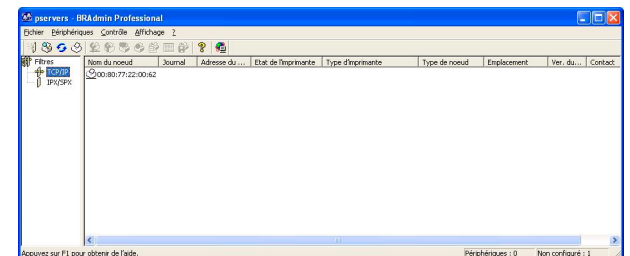 pservers - BRAdmin Professional
Fichier Périphériques Contrôle Affichage ?
Filtres
TCP/IP
IPX/SPX
Nom du noeud Journal Adresse du ... Etat de l'imprimante Type d'imprimante Type de noeud Emplacement Ver. du... Contact
00:80:77:22:00:62
Appuyez sur F1 pour obtenir de l'aide. Périphériques : 0 Non configuré : 1